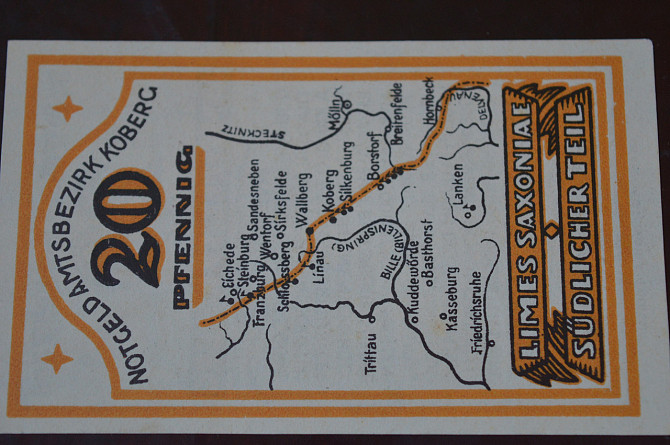 NOTGELD AMTSBEZIRK KOBERG
20
PFENNIG
Eichede
Steinburg
Sandesneben
Franzburg
Wentorf
Schlossberg
Sirksfelde
Linau
Wallberg
Koberg
Silkenburg
Borstorf
Breitenfelde
Hornbeck
Mölln
STECKNITZ
DELVENAU
BILLE (BILLENISPRING)
Lanken
Trittau
Kuddewörde
Basthorst
Kasseburg
Friedrichsruhe
LIMES SAXONIAE
SÜDLICHER TEIL